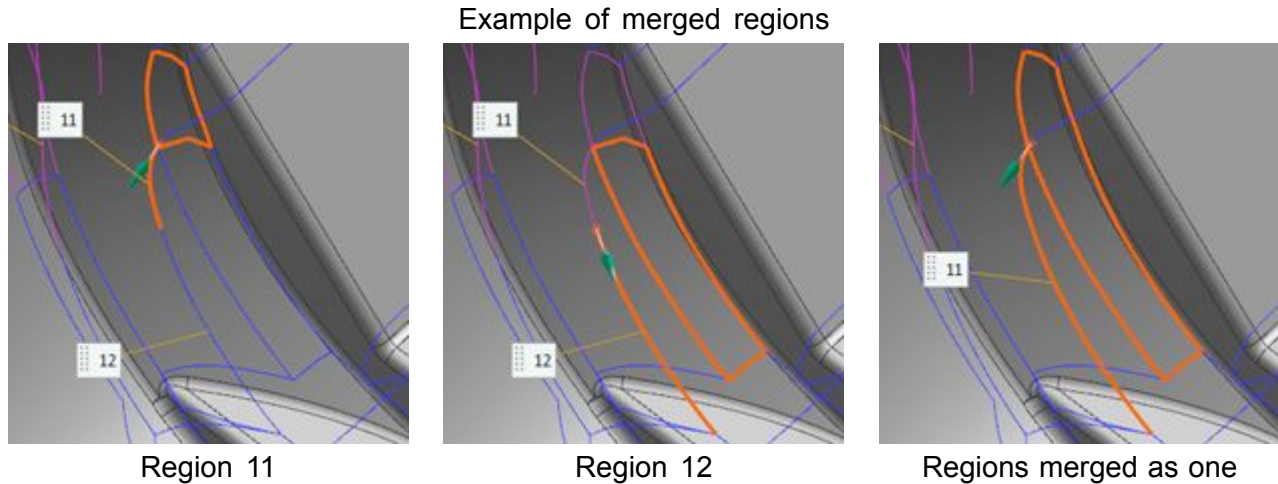 Example of merged regions
11
12
11
12
11
Region 11
Region 12
Regions merged as one